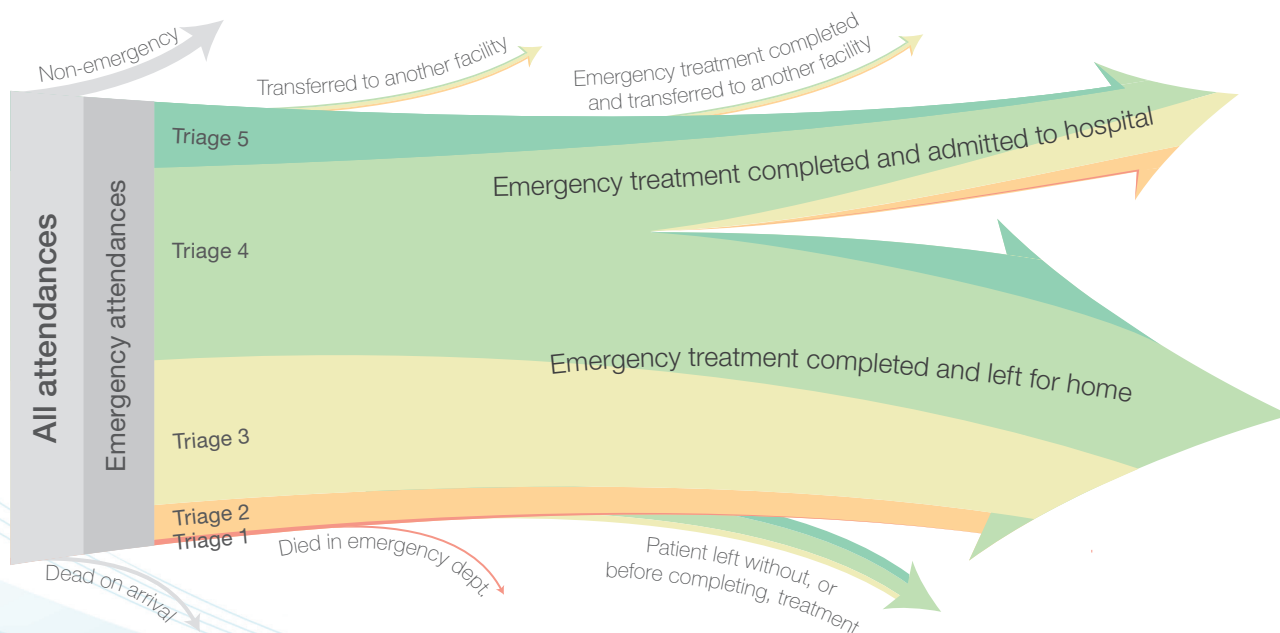 Non-emergency
Transferred to another facility
Emergency treatment completed
and transferred to another facility
All attendances
Emergency attendances
Triage 5
Emergency treatment completed and admitted to hospital
Triage 4
Emergency treatment completed and left for home
Triage 3
Triage 2
Triage 1
Died in emergency dept.
Patient left without, or
before completing, treatment
Dead on arrival